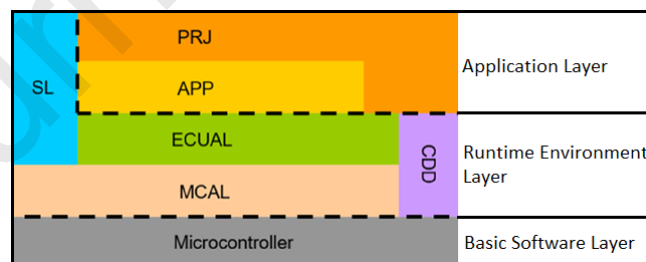 PRJ
SL
APP
Application Layer
ECUAL
CDD
MCAL
Runtime Environment
Layer
Microcontroller
Basic Software Layer